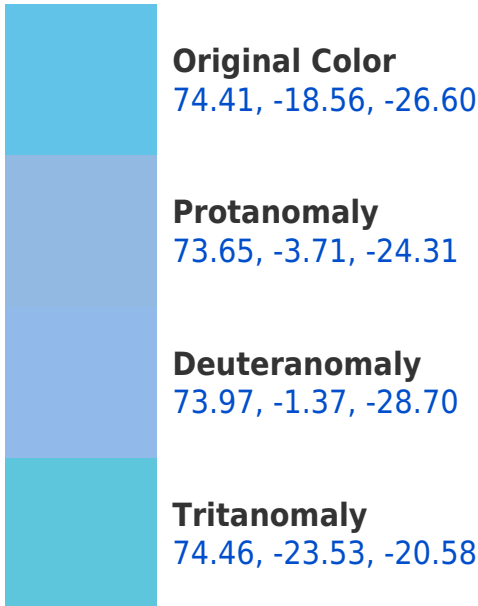 Original Color
74.41, -18.56, -26.60
Protanomaly
73.65, -3.71, -24.31
Deuteranomaly
73.97, -1.37, -28.70
Tritanomaly
74.46, -23.53, -20.58